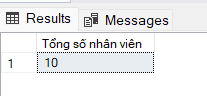 Results Messages
Tổng số nhân viên
1 10